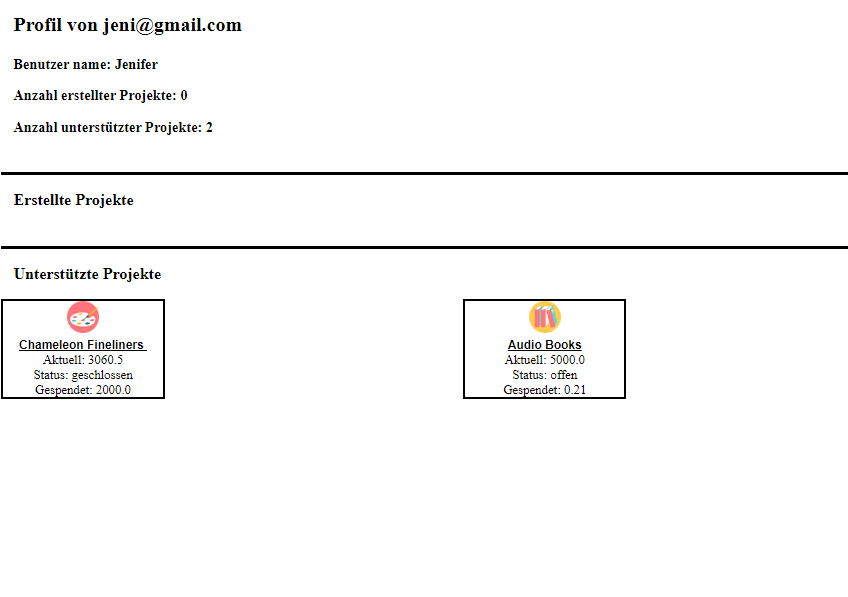 Profil von jeni@gmail.com
Benutzer name: Jenifer
Anzahl erstellter Projekte: 0
Anzahl unterstützter Projekte: 2
Erstellte Projekte
Unterstützte Projekte
Chameleon Fineliners
Aktuell: 3060.5
Status: geschlossen
Gespendet: 2000.0
Audio Books
Aktuell: 5000.0
Status: offen
Gespendet: 0.21